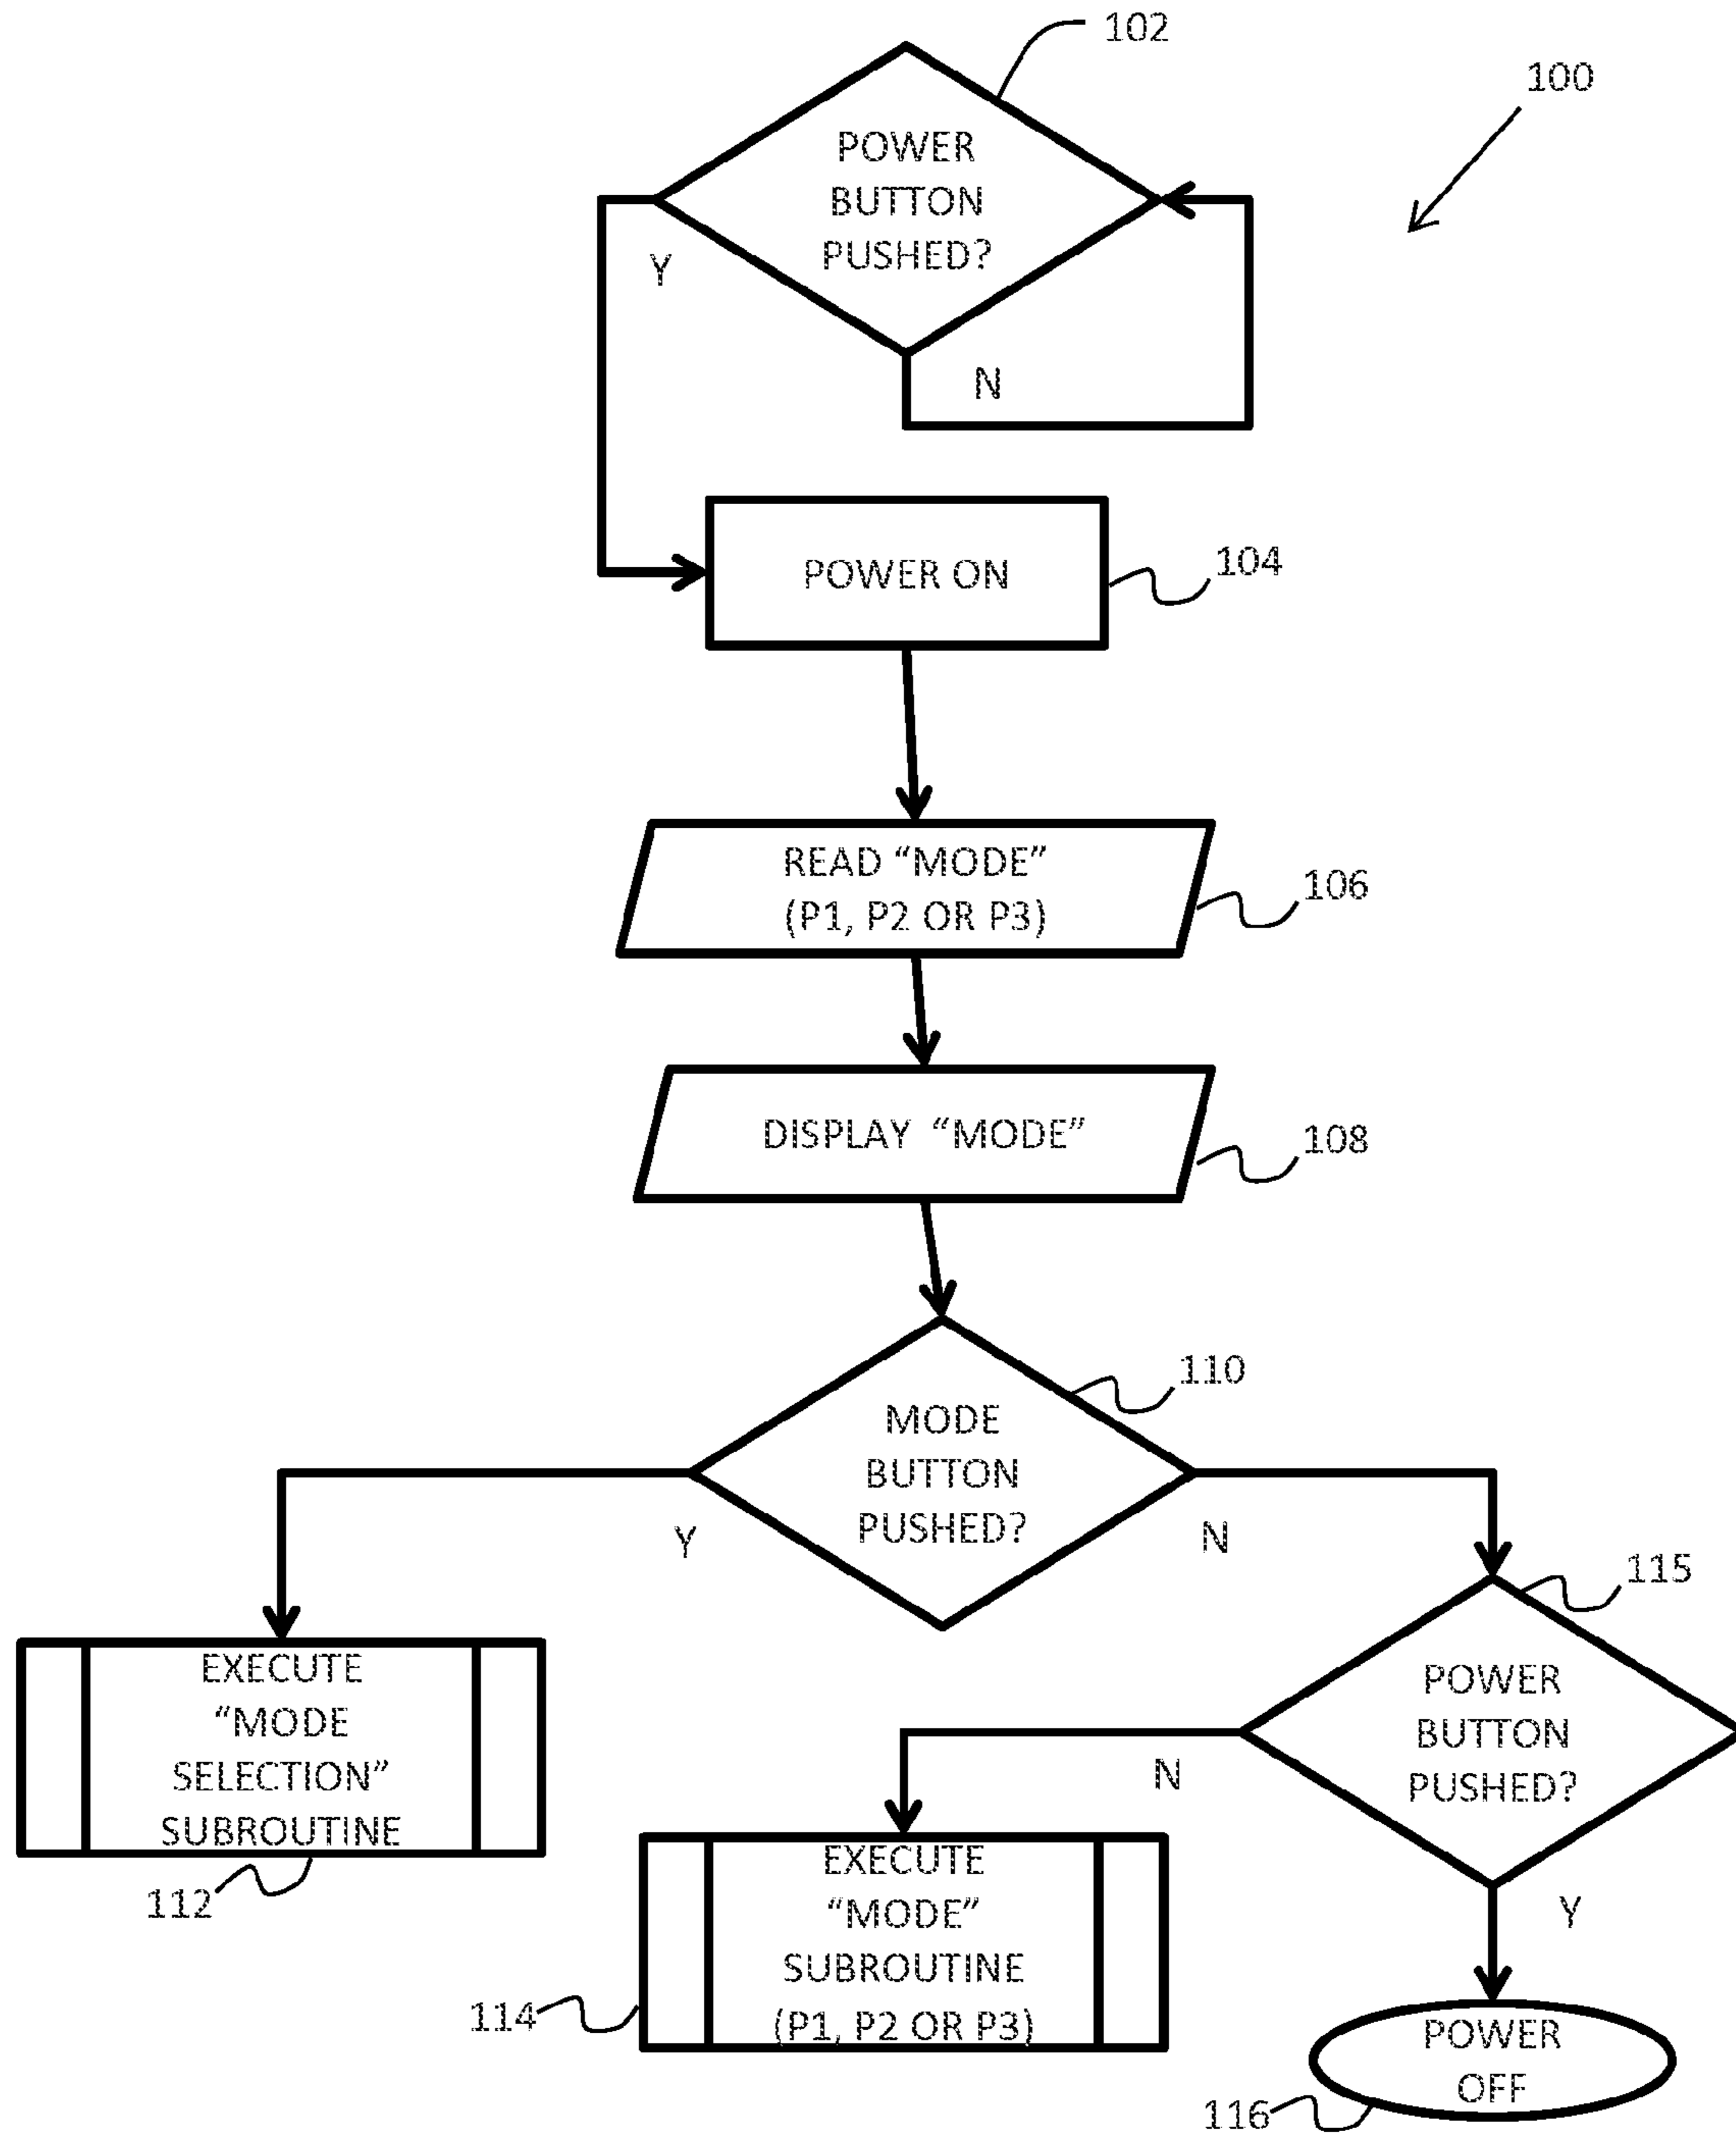 102
100
POWER
BUTTON
PUSHED?
Y
N
POWER ON
104
READ “MODE”
(P1, P2 OR P3)
106
DISPLAY “MODE”
108
110
MODE
BUTTON
PUSHED?
Y
N
115
EXECUTE
“MODE
SELECTION”
SUBROUTINE
112
POWER
BUTTON
PUSHED?
N
Y
EXECUTE
“MODE”
SUBROUTINE
(P1, P2 OR P3)
114
POWER
OFF
116